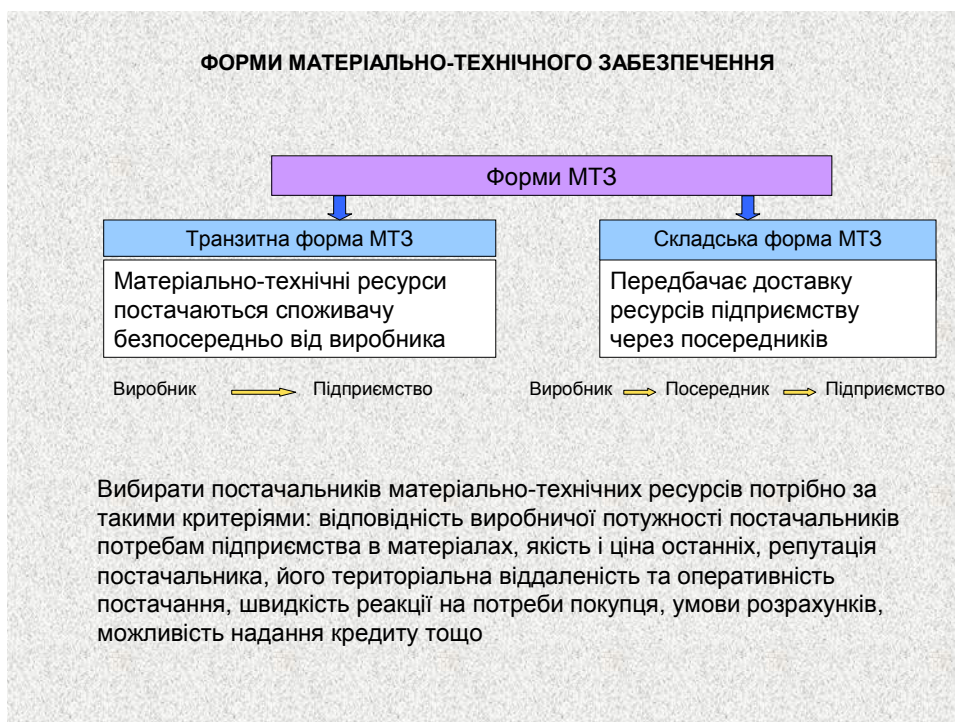 ФОРМИ МАТЕРІАЛЬНО-ТЕХНІЧНОГО ЗАБЕЗПЕЧЕННЯ
Форми МТЗ
Транзитна форма МТЗ
Матеріально-технічні ресурси
постачаються споживачу
безпосередньо від виробника
Виробник Підприємство
Складська форма МТЗ
Передбачає доставку
ресурсів підприємству
через посередників
Виробник Посередник Підприємство
Вибирати постачальників матеріально-технічних ресурсів потрібно за
такими критеріями: відповідність виробничої потужності постачальників
потребам підприємства в матеріалах, якість і ціна останніх, репутація
постачальника, його територіальна віддаленість та оперативність
постачання, швидкість реакції на потреби покупця, умови розрахунків,
можливість надання кредиту тощо